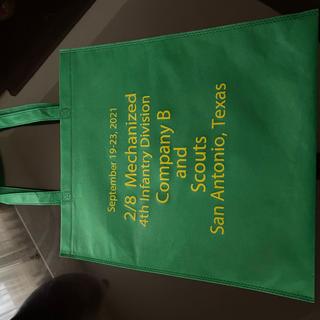 September 19-23, 2021
2/8 Mechanized
4th Infantry Division
Company B
and
Scouts
San Antonio, Texas